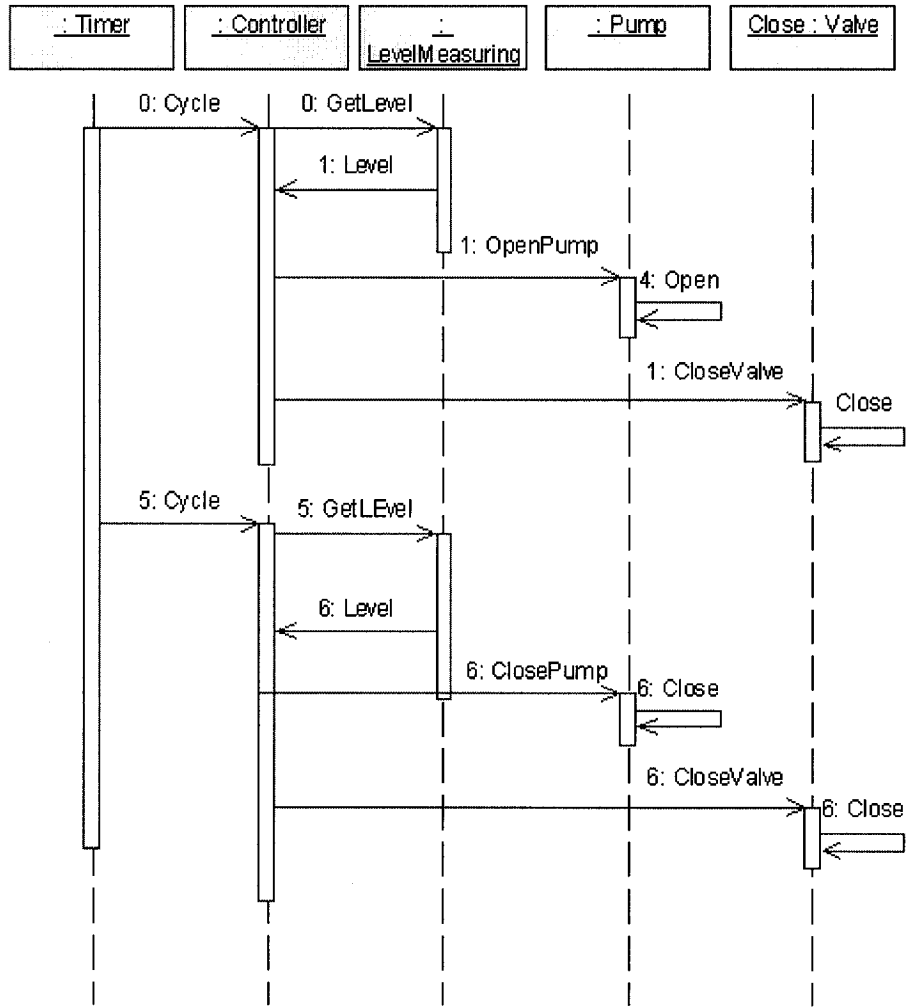 : Timer
: Controller
:
LevelMeasuring
: Pump
Close : Valve
0: Cycle
0: GetLevel
1: Level
1: OpenPump
4: Open
1: CloseValve
Close
5: Cycle
5: GetLEvel
6: Level
6: ClosePump
6: Close
6: CloseValve
6: Close